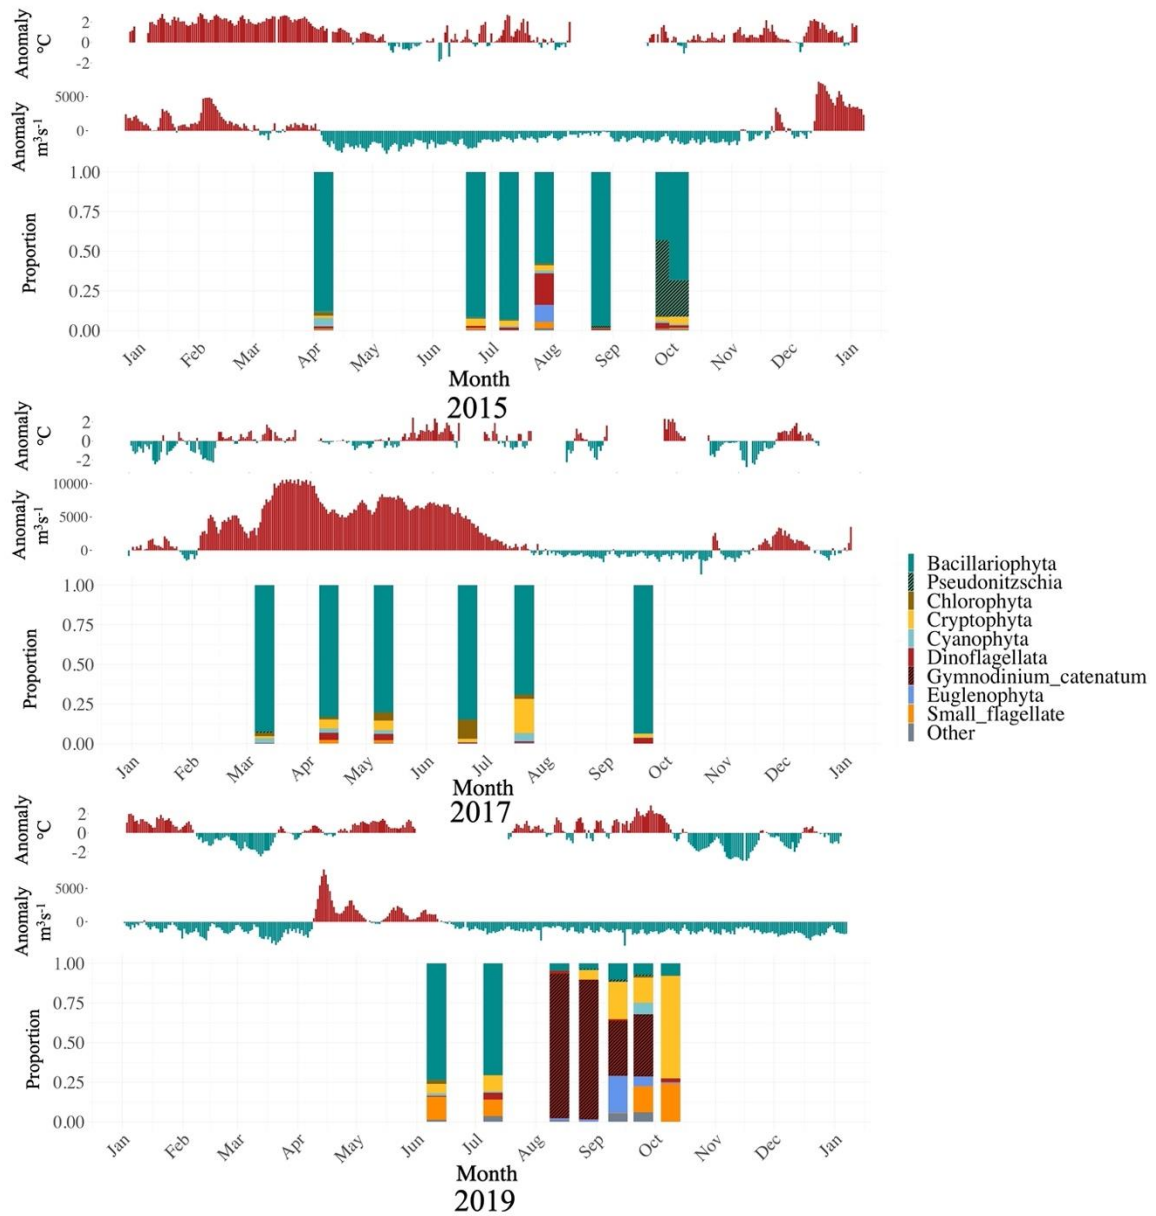 Anomaly
°C
2
0
-2
Anomaly
m³s⁻¹
5000
0
Proportion
1.00
0.75
0.50
0.25
0.00
Jan Feb Mar Apr May Jun Jul Aug Sep Oct Nov Dec Jan
Month
2015
Anomaly
°C
2
0
-2
Anomaly
m³s⁻¹
10000
5000
0
Proportion
1.00
0.75
0.50
0.25
0.00
Jan Feb Mar Apr May Jun Jul Aug Sep Oct Nov Dec Jan
Month
2017
Bacillariophyta
Pseudonitzschia
Chlorophyta
Cryptophyta
Cyanophyta
Dinoflagellata
Gymnodinium_catenatum
Euglenophyta
Small_flagellate
Other
Anomaly
°C
2
0
-2
Anomaly
m³s⁻¹
5000
0
Proportion
1.00
0.75
0.50
0.25
0.00
Jan Feb Mar Apr May Jun Jul Aug Sep Oct Nov Dec Jan
Month
2019